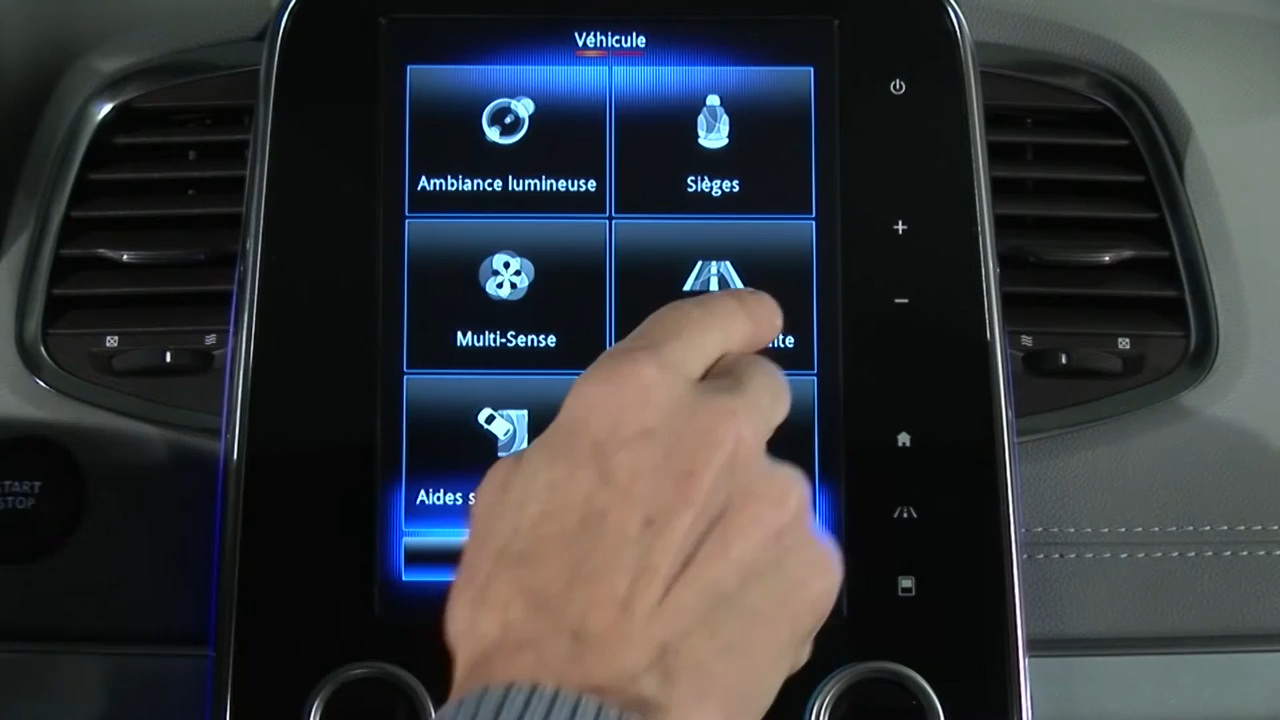 Véhicule
Ambiance lumineuse
Sièges
Multi-Sense
Aides
START
STOP